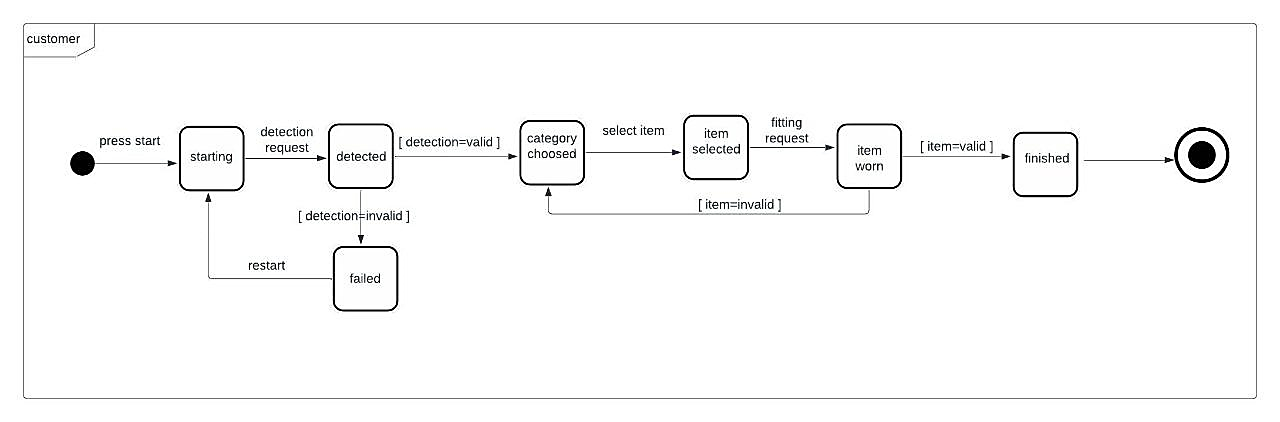 customer
press start
starting
detection
request
detected
[ detection=valid ]
category
choosed
select item
item
selected
fitting
request
item
worn
[ item=valid ]
finished
[ item=invalid ]
[ detection=invalid ]
restart
failed